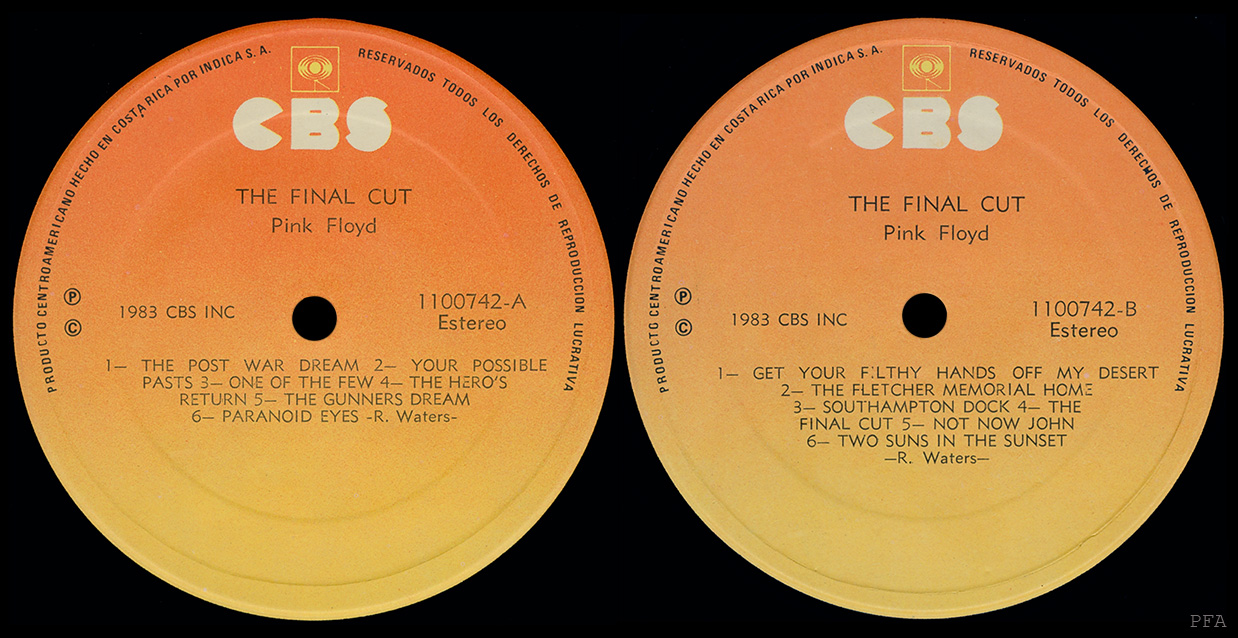 PRODUCTO CENTROAMERICANO HECHO EN COSTA RICA POR INDICA S. A.
RESERVADOS TODOS LOS DERECHOS DE REPRODUCCION LUCRATIVA
CBS
THE FINAL CUT
Pink Floyd
Ⓟ
©
1983 CBS INC
1100742-A
Estereo
1— THE POST WAR DREAM 2— YOUR POSSIBLE
PASTS 3— ONE OF THE FEW 4— THE HERO'S
RETURN 5— THE GUNNERS DREAM
6— PARANOID EYES -R. Waters-
PRODUCTO CENTROAMERICANO HECHO EN COSTA RICA POR INDICA S. A.
RESERVADOS TODOS LOS DERECHOS DE REPRODUCCION LUCRATIVA
CBS
THE FINAL CUT
Pink Floyd
Ⓟ
©
1983 CBS INC
1100742-B
Estereo
1— GET YOUR FILTHY HANDS OFF MY DESERT
2— THE FLETCHER MEMORIAL HOME
3— SOUTHAMPTON DOCK 4— THE
FINAL CUT 5— NOT NOW JOHN
6— TWO SUNS IN THE SUNSET
—R. Waters—
PFA